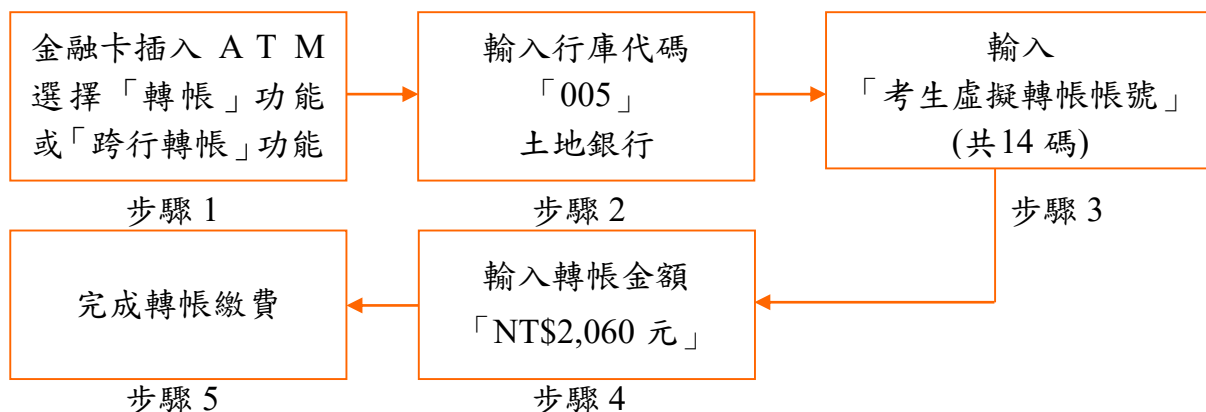 金融卡插入 A T M
選擇「轉帳」功能
或「跨行轉帳」功能
步驟 1
輸入行庫代碼
「005」
土地銀行
步驟 2
輸入
「考生虛擬轉帳帳號」
(共14 碼)
步驟 3
輸入轉帳金額
「NT$2,060 元」
步驟 4
完成轉帳繳費
步驟 5